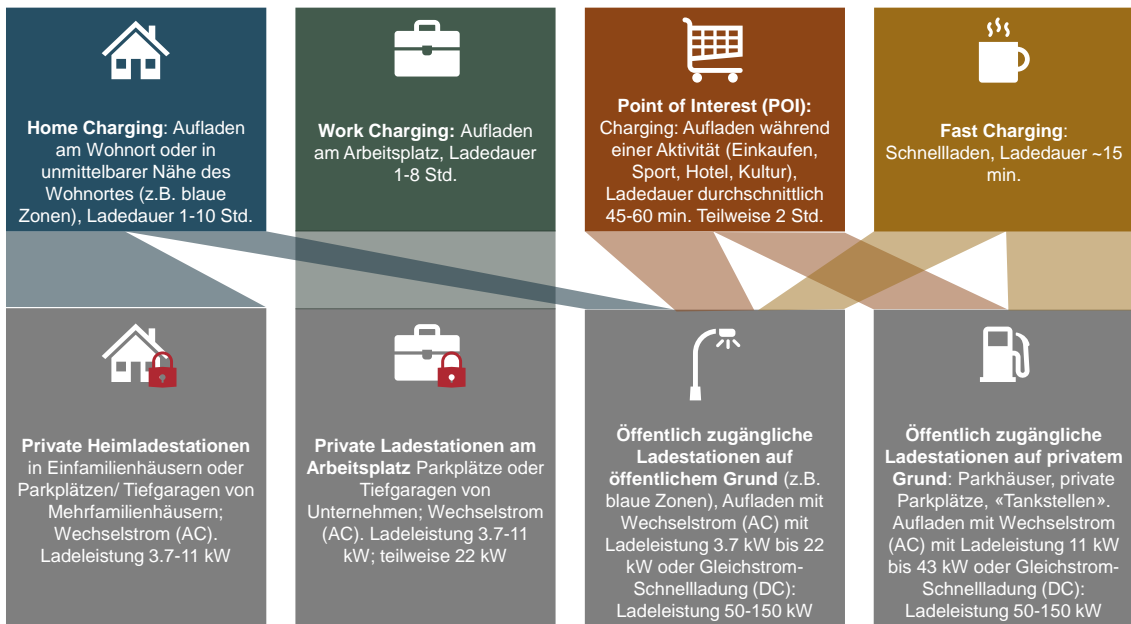 Home Charging: Aufladen
am Wohnort oder in
unmittelbarer Nähe des
Wohnortes (z.B. blaue
Zonen), Ladedauer 1-10 Std.
Work Charging: Aufladen
am Arbeitsplatz, Ladedauer
1-8 Std.
Point of Interest (POI):
Charging: Aufladen während
einer Aktivität (Einkaufen,
Sport, Hotel, Kultur),
Ladedauer durchschnittlich
45-60 min. Teilweise 2 Std.
Fast Charging:
Schnellladen, Ladedauer ~15
min.
Private Heimladestationen
in Einfamilienhäusern oder
Parkplätzen/ Tiefgaragen von
Mehrfamilienhäusern;
Wechselstrom (AC).
Ladeleistung 3.7-11 kW
Private Ladestationen am
Arbeitsplatz Parkplätze oder
Tiefgaragen von
Unternehmen; Wechselstrom
(AC). Ladeleistung 3.7-11
kW; teilweise 22 kW
Öffentlich zugängliche
Ladestationen auf
öffentlichem Grund (z.B.
blaue Zonen), Aufladen mit
Wechselstrom (AC) mit
Ladeleistung 3.7 kW bis 22
kW oder Gleichstrom-
Schnellladung (DC):
Ladeleistung 50-150 kW
Öffentlich zugängliche
Ladestationen auf privatem
Grund: Parkhäuser, private
Parkplätze, «Tankstellen».
Aufladen mit Wechselstrom
(AC) mit Ladeleistung 11 kW
bis 43 kW oder Gleichstrom-
Schnellladung (DC):
Ladeleistung 50-150 kW